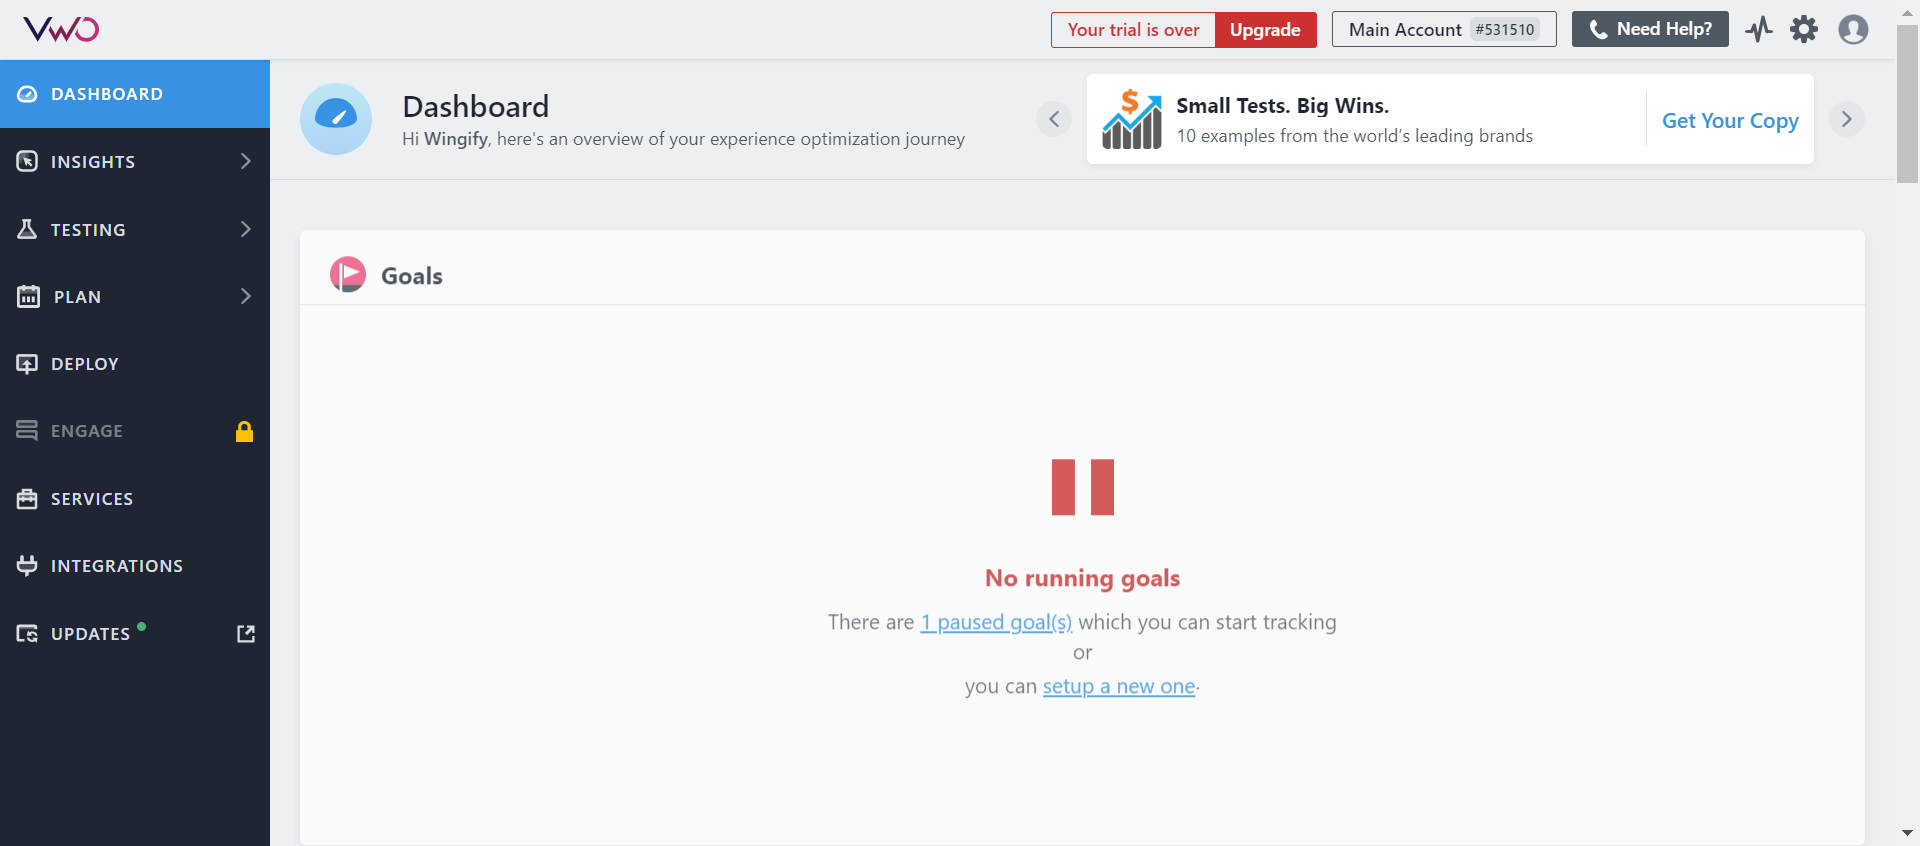 VWO
Your trial is over Upgrade Main Account #531510 Need Help?
DASHBOARD
INSIGHTS
TESTING
PLAN
DEPLOY
ENGAGE
SERVICES
INTEGRATIONS
UPDATES
Dashboard
Hi Wingify, here's an overview of your experience optimization journey
Small Tests. Big Wins.
10 examples from the world’s leading brands
Get Your Copy
Goals
No running goals
There are 1 paused goal(s) which you can start tracking
or
you can setup a new one.